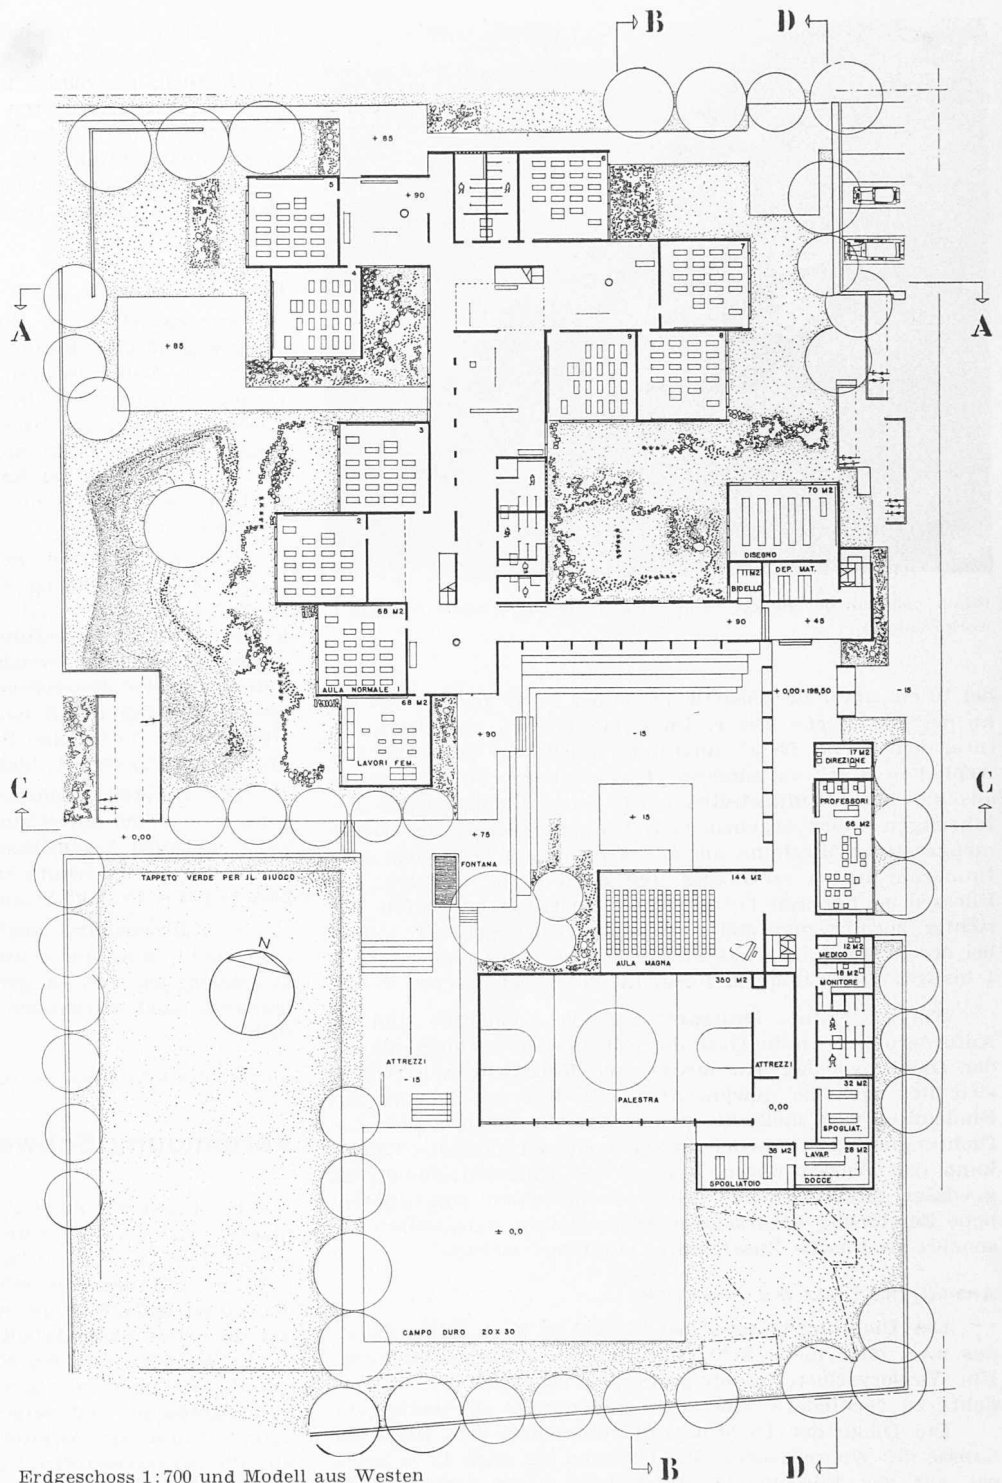 B D
+ 85
5
+ 90
6
4
7
A
A
+ 85
9
8
3
2
70 M2
DISEGNO
11 M2
BIDELLO
DEP. MAT.
68 M2
+ 90
+ 45
AULA NORMALE 1
68 M2
LAVORI FEM.
+ 0,00 = 198,50
- 15
+ 90
- 15
17 M2
DIREZIONE
C
C
PROFESSORI
66 M2
+ 15
± 0,00
+ 75
FONTANA
TAPPETO VERDE PER IL GIUOCO
144 M2
AULA MAGNA
12 M2
MEDICO
N
350 M2
18 M2
MONITORE
ATTREZZI
- 15
ATTREZZI
PALESTRA
0,00
32 M2
SPOGLIAT.
36 M2
SPOGLIATOIO
LAVAP.
28 M2
DOCCE
± 0,0
CAMPO DURO 20 X 30
B D
Erdgeschoss 1:700 und Modell aus Westen